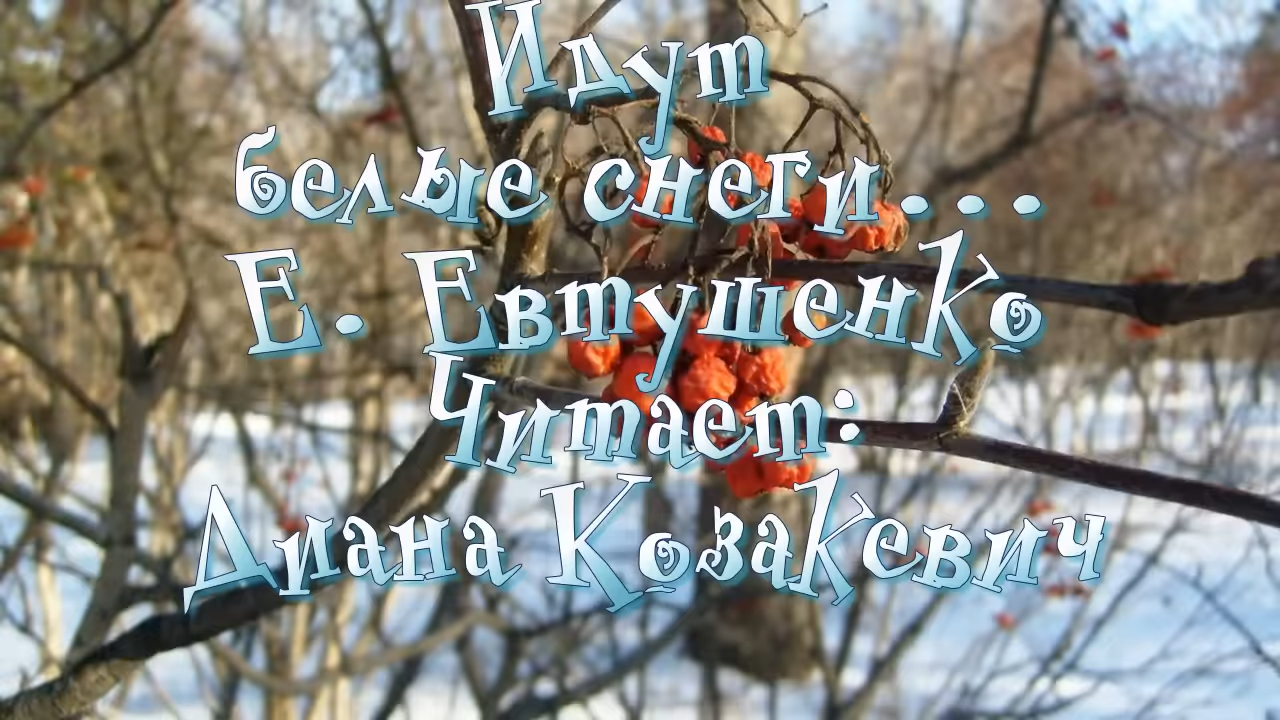 Идут
белые снеги...
Е. Евтушенко
Читает:
Диана Козакевич